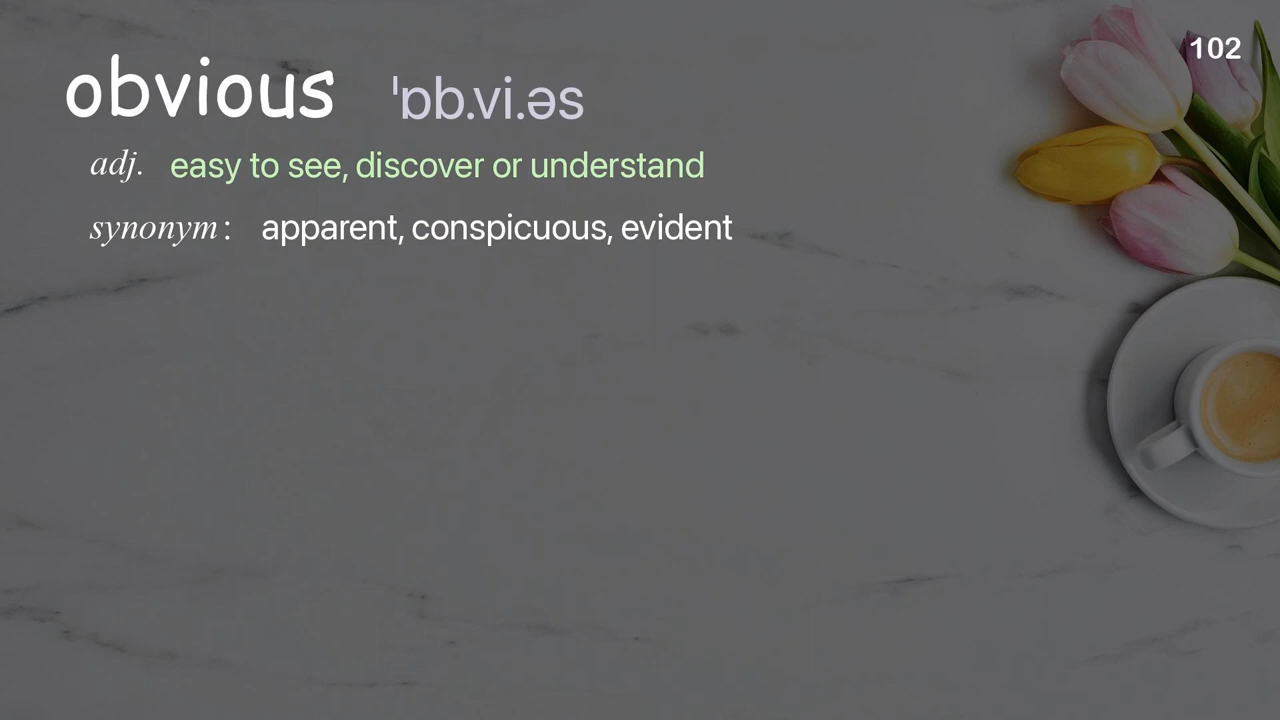 102
obvious ˈɒb.vi.əs
adj. easy to see, discover or understand
synonym: apparent, conspicuous, evident